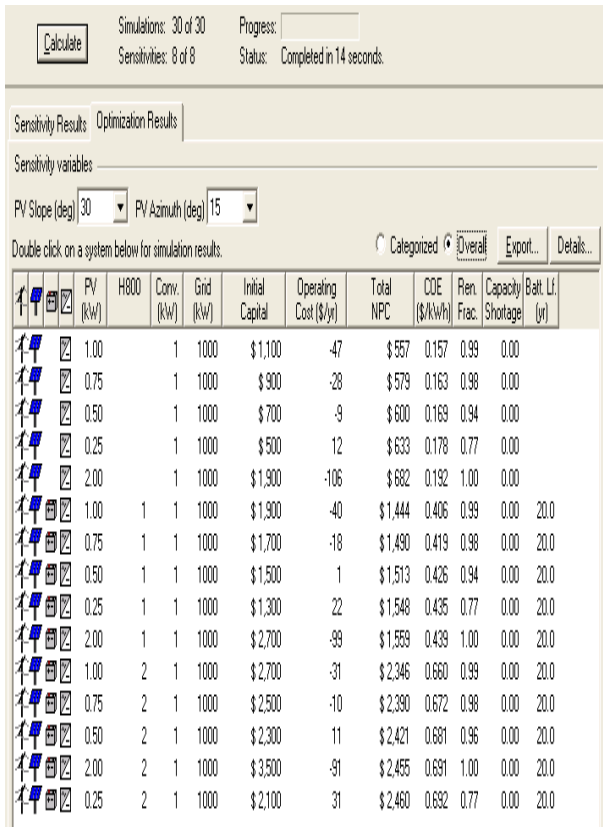 Calculate
Simulations: 30 of 30 Progress:
Sensitivities: 8 of 8 Status: Completed in 14 seconds.
Sensitivity Results Optimization Results
Sensitivity variables
PV Slope (deg) 30 PV Azimuth (deg) 15
Double click on a system below for simulation results. Categorized Overall Export... Details...
PV (kW) H800 Conv. (kW) Grid (kW) Initial Capital Operating Cost ($/yr) Total NPC COE ($/kWh) Ren. Frac. Capacity Shortage Batt. Lf. (yr)
1.00 1 1000 $ 1,100 -47 $ 557 0.157 0.99 0.00
0.75 1 1000 $ 900 -28 $ 579 0.163 0.98 0.00
0.50 1 1000 $ 700 -9 $ 600 0.169 0.94 0.00
0.25 1 1000 $ 500 12 $ 633 0.178 0.77 0.00
2.00 1 1000 $ 1,900 -106 $ 682 0.192 1.00 0.00
1.00 1 1 1000 $ 1,900 -40 $ 1,444 0.406 0.99 0.00 20.0
0.75 1 1 1000 $ 1,700 -18 $ 1,490 0.419 0.98 0.00 20.0
0.50 1 1 1000 $ 1,500 1 $ 1,513 0.426 0.94 0.00 20.0
0.25 1 1 1000 $ 1,300 22 $ 1,548 0.435 0.77 0.00 20.0
2.00 1 1 1000 $ 2,700 -99 $ 1,559 0.439 1.00 0.00 20.0
1.00 2 1 1000 $ 2,700 -31 $ 2,346 0.660 0.99 0.00 20.0
0.75 2 1 1000 $ 2,500 -10 $ 2,390 0.672 0.98 0.00 20.0
0.50 2 1 1000 $ 2,300 11 $ 2,421 0.681 0.96 0.00 20.0
2.00 2 1 1000 $ 3,500 -91 $ 2,455 0.691 1.00 0.00 20.0
0.25 2 1 1000 $ 2,100 31 $ 2,460 0.692 0.77 0.00 20.0